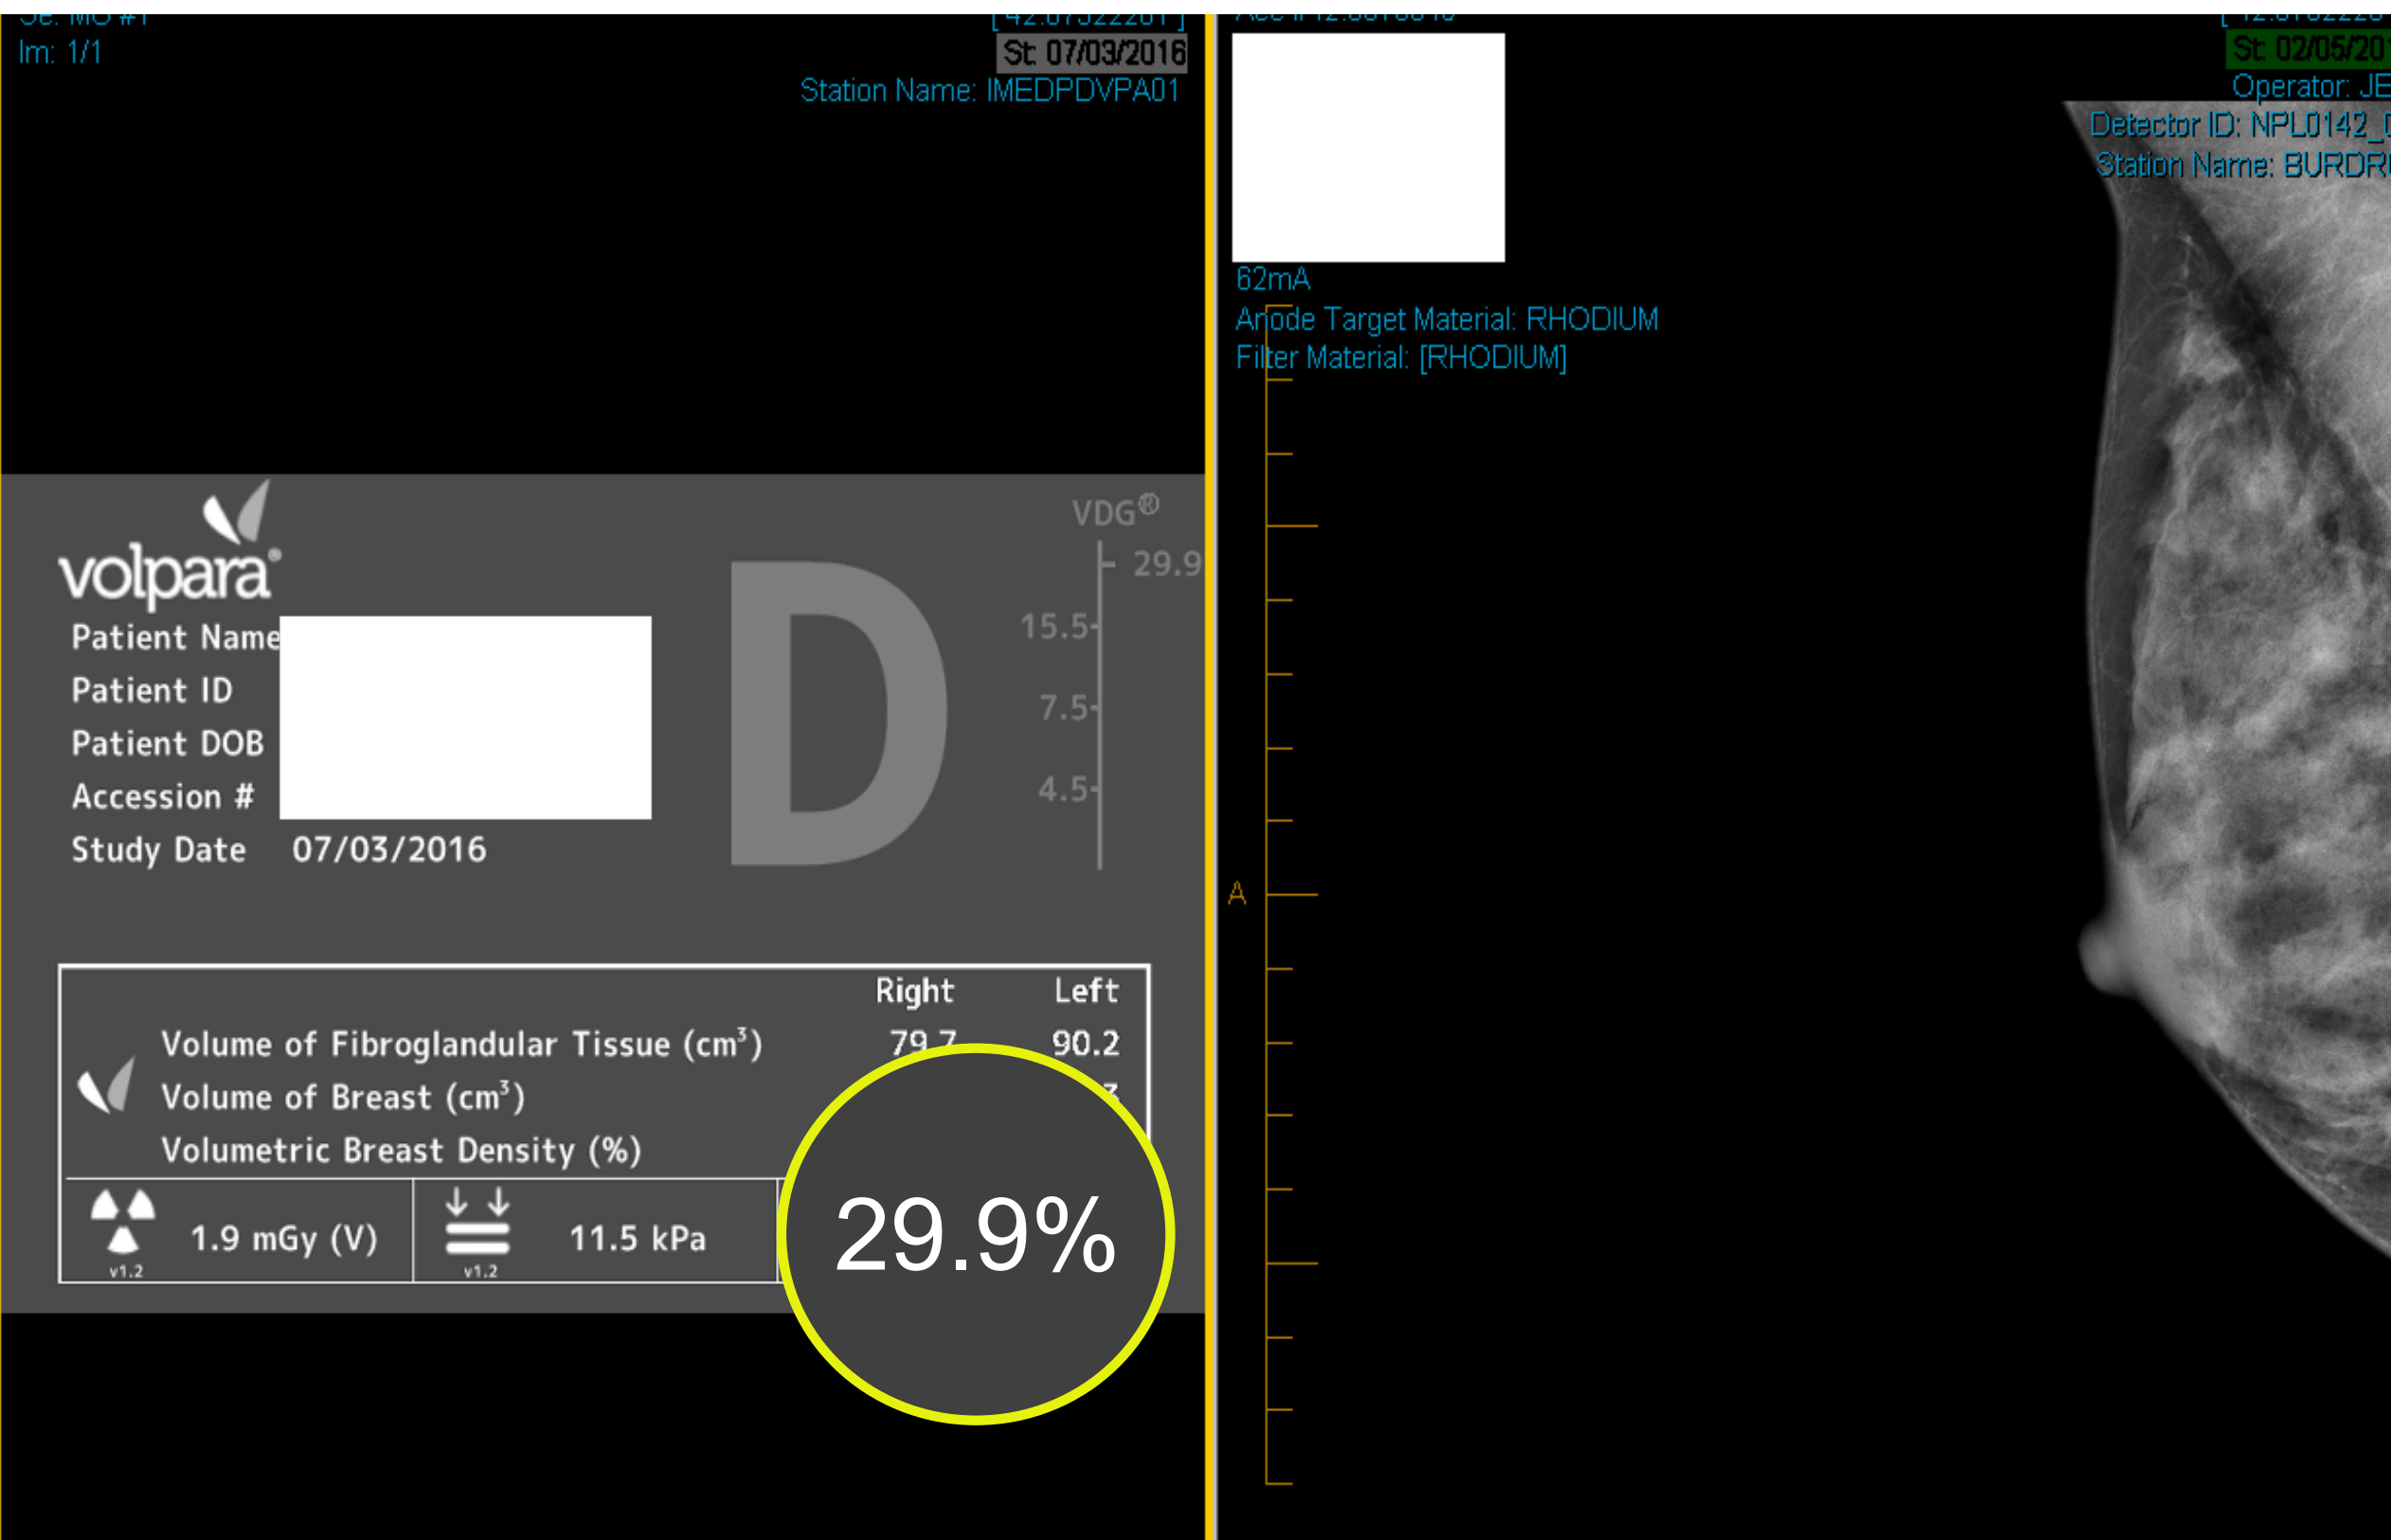 Im: 1/1
St: 07/03/2016
Station Name: IMEDPDVPA01
volpara®
Patient Name
Patient ID
Patient DOB
Accession #
Study Date 07/03/2016
D
VDG®
29.9
15.5
7.5
4.5
Right Left
Volume of Fibroglandular Tissue (cm³) 79.7 90.2
Volume of Breast (cm³)
Volumetric Breast Density (%)
1.9 mGy (V)
v1.2
11.5 kPa
v1.2
29.9%
St: 02/05/20
Operator: JE
Detector ID: NPL0142_
Station Name: BURDR
62mA
Anode Target Material: RHODIUM
Filter Material: [RHODIUM]
A